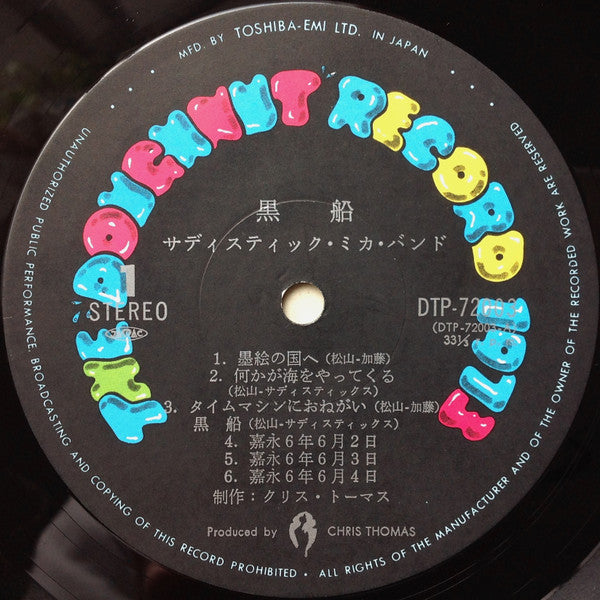 MFD. BY TOSHIBA-EMI LTD. IN JAPAN
DOUGHNUT RECORD
黒 船
サディスティック・ミカ・バンド
1
STEREO
DTP-72003
33⅓
1. 墨絵の国へ (松山-加藤)
2. 何かが海をやってくる
(松山-サディスティックス)
3. タイムマシンにおねがい (松山-加藤)
黒 船 (松山-サディスティックス)
4. 嘉永6年6月2日
5. 嘉永6年6月3日
6. 嘉永6年6月4日
制作:クリス・トーマス
Produced by CHRIS THOMAS
UNAUTHORIZED PUBLIC PERFORMANCE, BROADCASTING AND COPYING OF THIS RECORD PROHIBITED • ALL RIGHTS OF THE MANUFACTURER AND OF THE OWNER OF THE RECORDED WORK ARE RESERVED